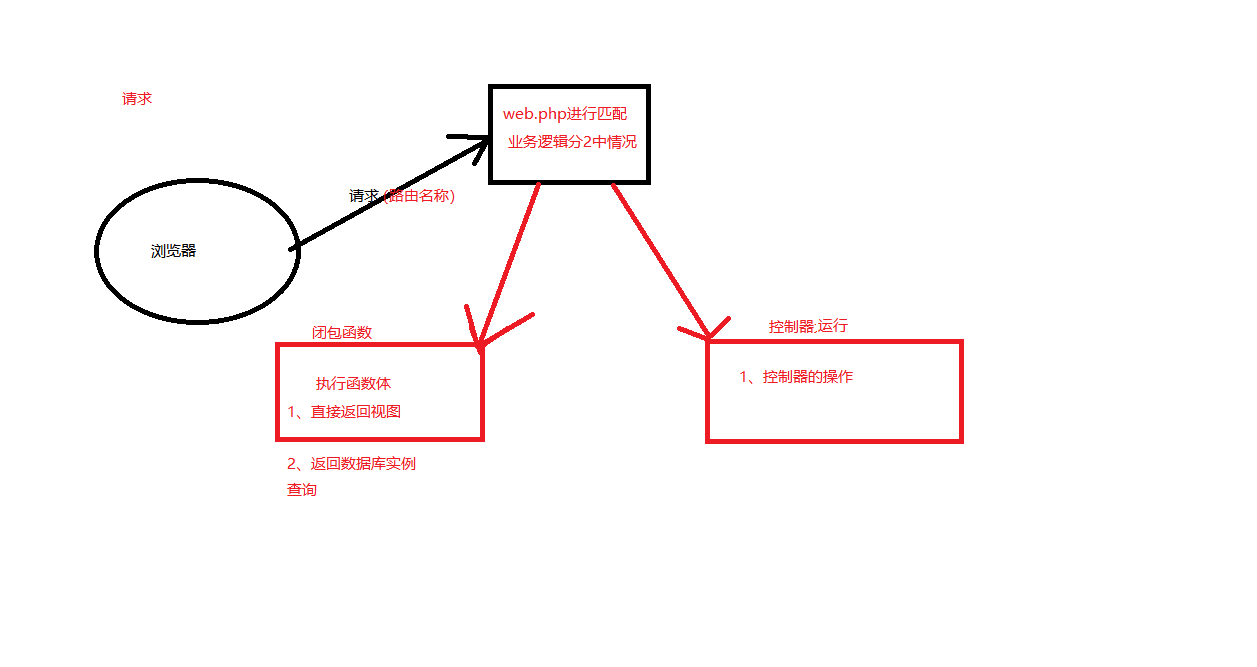 请求
web.php进行匹配
业务逻辑分2中情况
请求(路由名称)
浏览器
闭包函数
执行函数体
1、直接返回视图
2、返回数据库实例
查询
控制器;运行
1、控制器的操作